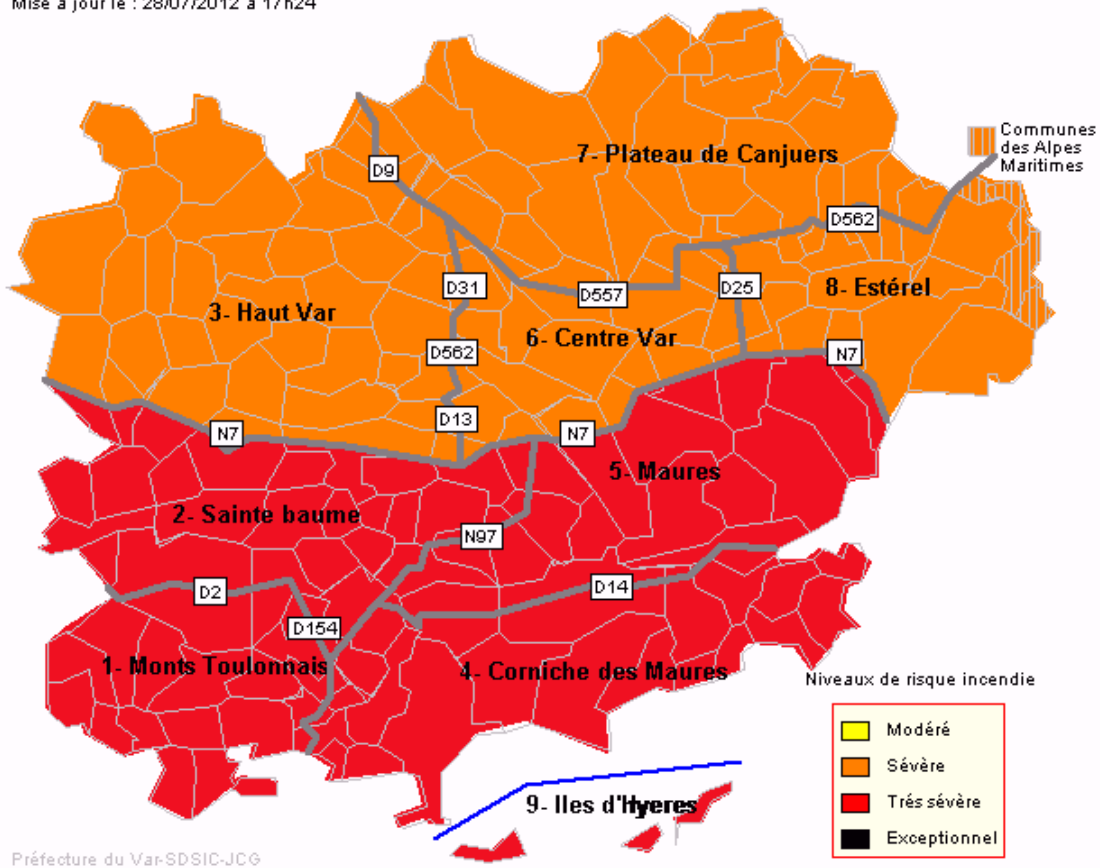 Mise à jour le : 28/07/2012 à 17h24
Communes
des Alpes
Maritimes
7- Plateau de Canjuers
D9
D562
D31
D557
D25
8- Estérel
3- Haut Var
6- Centre Var
D562
N7
D13
N7
N7
5- Maures
2- Sainte baume
N97
D2
D14
D154
1- Monts Toulonnais
4- Corniche des Maures
Niveaux de risque incendie
Modéré
Sévère
Trés sévère
Exceptionnel
9- Iles d'Hyeres
Préfecture du Var-SDSIC-JCG